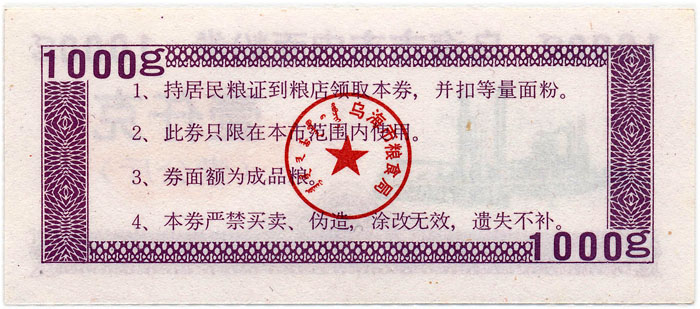 1000g
1、持居民粮证到粮店领取本券，并扣等量面粉。
2、此券只限在本市范围内使用。
3、券面额为成品粮。
4、本券严禁买卖、伪造，涂改无效，遗失不补。
乌海市粮食局
1000g